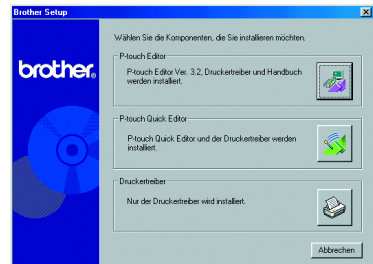 Brother Setup
Wählen Sie die Komponenten, die Sie installieren möchten.
brother®
P-touch Editor
P-touch Editor Ver. 3.2, Druckertreiber und Handbuch
werden installiert.
P-touch Quick Editor
P-touch Quick Editor und der Druckertreiber werden
installiert.
Druckertreiber
Nur der Druckertreiber wird installiert.
Abbrechen